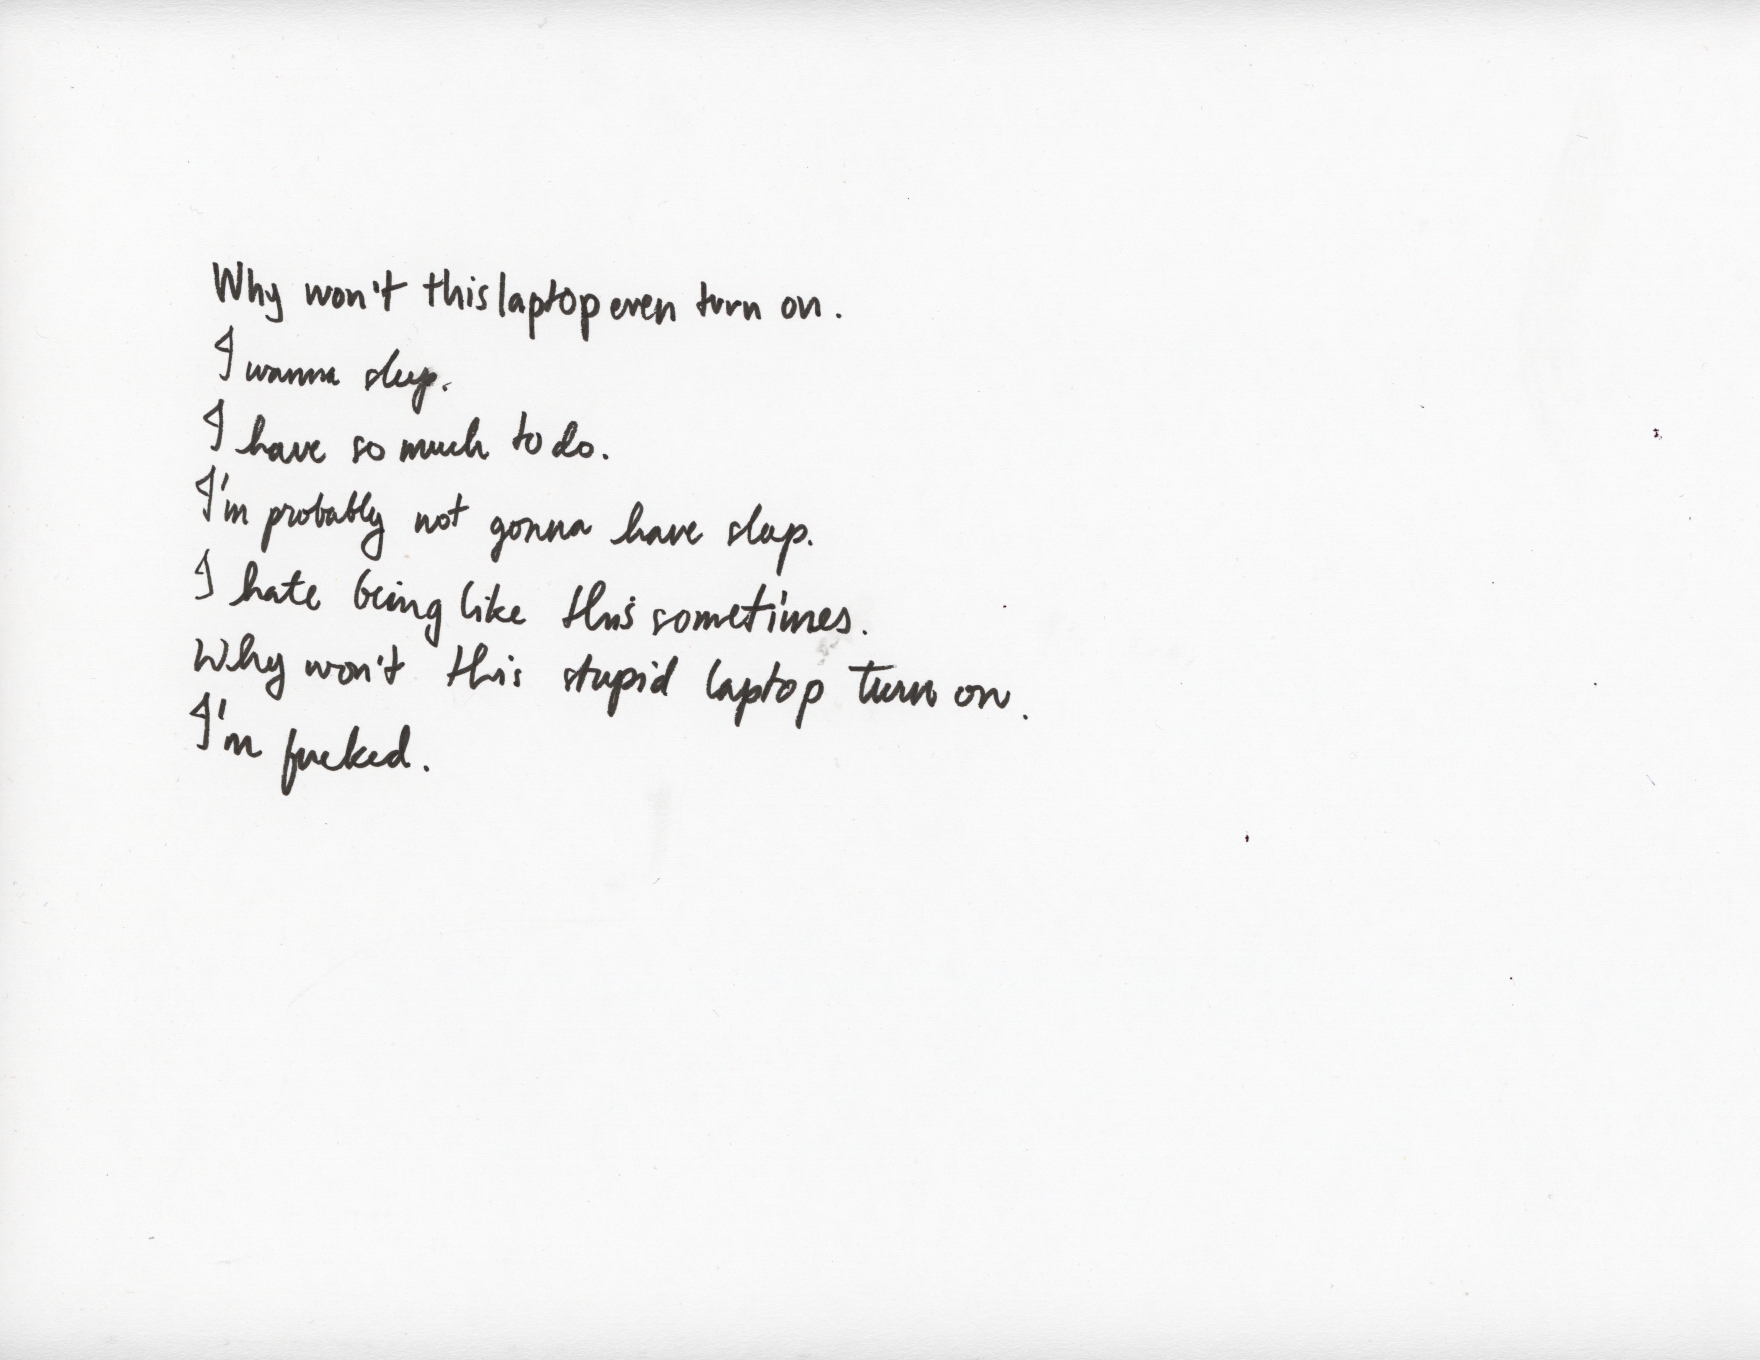 Why won't this laptop even turn on.
I wanna sleep.
I have so much to do.
I'm probably not gonna have sleep.
I hate being like this sometimes.
Why won't this stupid laptop turn on.
I'm fucked.